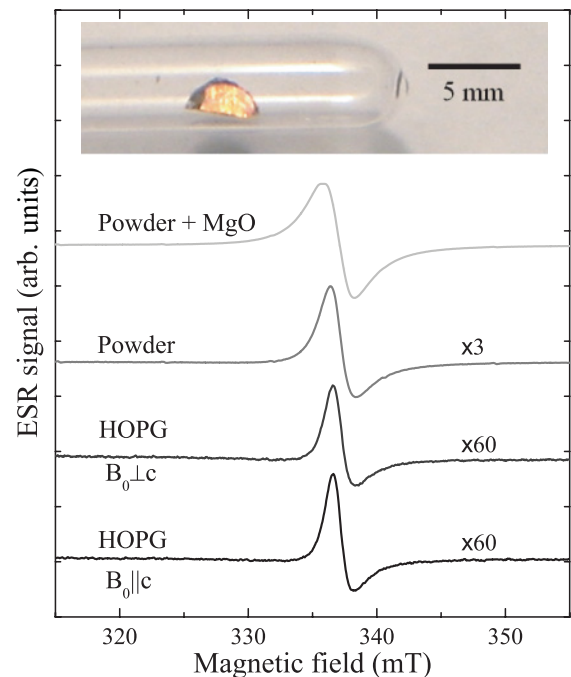 5 mm
Powder + MgO
Powder
x3
HOPG
B₀⊥c
x60
HOPG
B₀||c
x60
ESR signal (arb. units)
320 330 340 350
Magnetic field (mT)